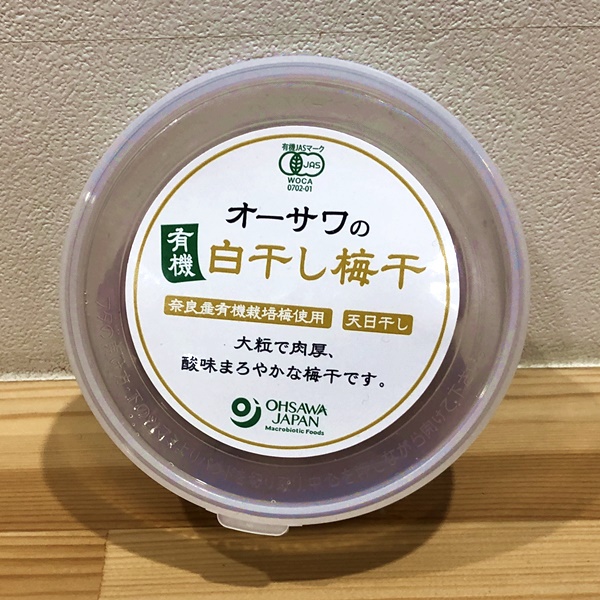 有機JASマーク
JAS
WOCA
0702-01
オーサワの
有機
白干し梅干
奈良産有機栽培梅使用
天日干し
大粒で肉厚、
酸味まろやかな梅干です。
OHSAWA
JAPAN
Macrobiotic Foods